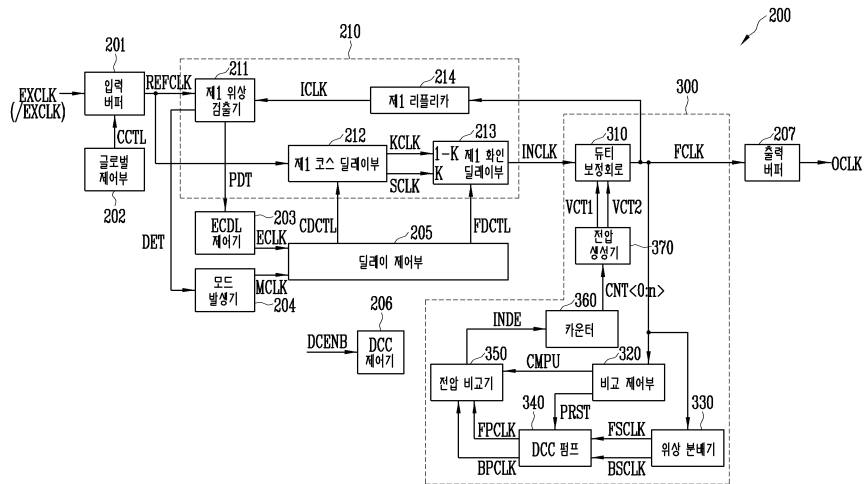 200
210
201
211
EXCLK
(/EXCLK)
입력
버퍼
REFCLK
제1 위상
검출기
ICLK
214
제1 리플리카
300
CCTL
글로벌
제어부
202
212
제1 코스 딜레이부
KCLK
SCLK
213
1-K
K
제1 화인
딜레이부
INCLK
310
듀티
보정회로
FCLK
207
출력
버퍼
OCLK
PDT
VCT1
VCT2
203
ECDL
제어기
ECLK
CDCTL
205
FDCTL
딜레이 제어부
전압
생성기
370
DET
모드
발생기
MCLK
204
CNT<0:n>
360
카운터
206
DCENB
DCC
제어기
INDE
350
전압 비교기
CMPU
320
비교 제어부
340
PRST
330
FPCLK
BPCLK
DCC 펌프
FSCLK
BSCLK
위상 분배기